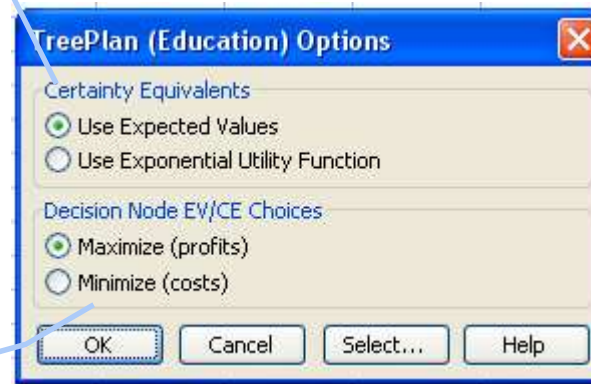 TreePlan (Education) Options
Certainty Equivalents
Use Expected Values
Use Exponential Utility Function
Decision Node EV/CE Choices
Maximize (profits)
Minimize (costs)
OK Cancel Select... Help